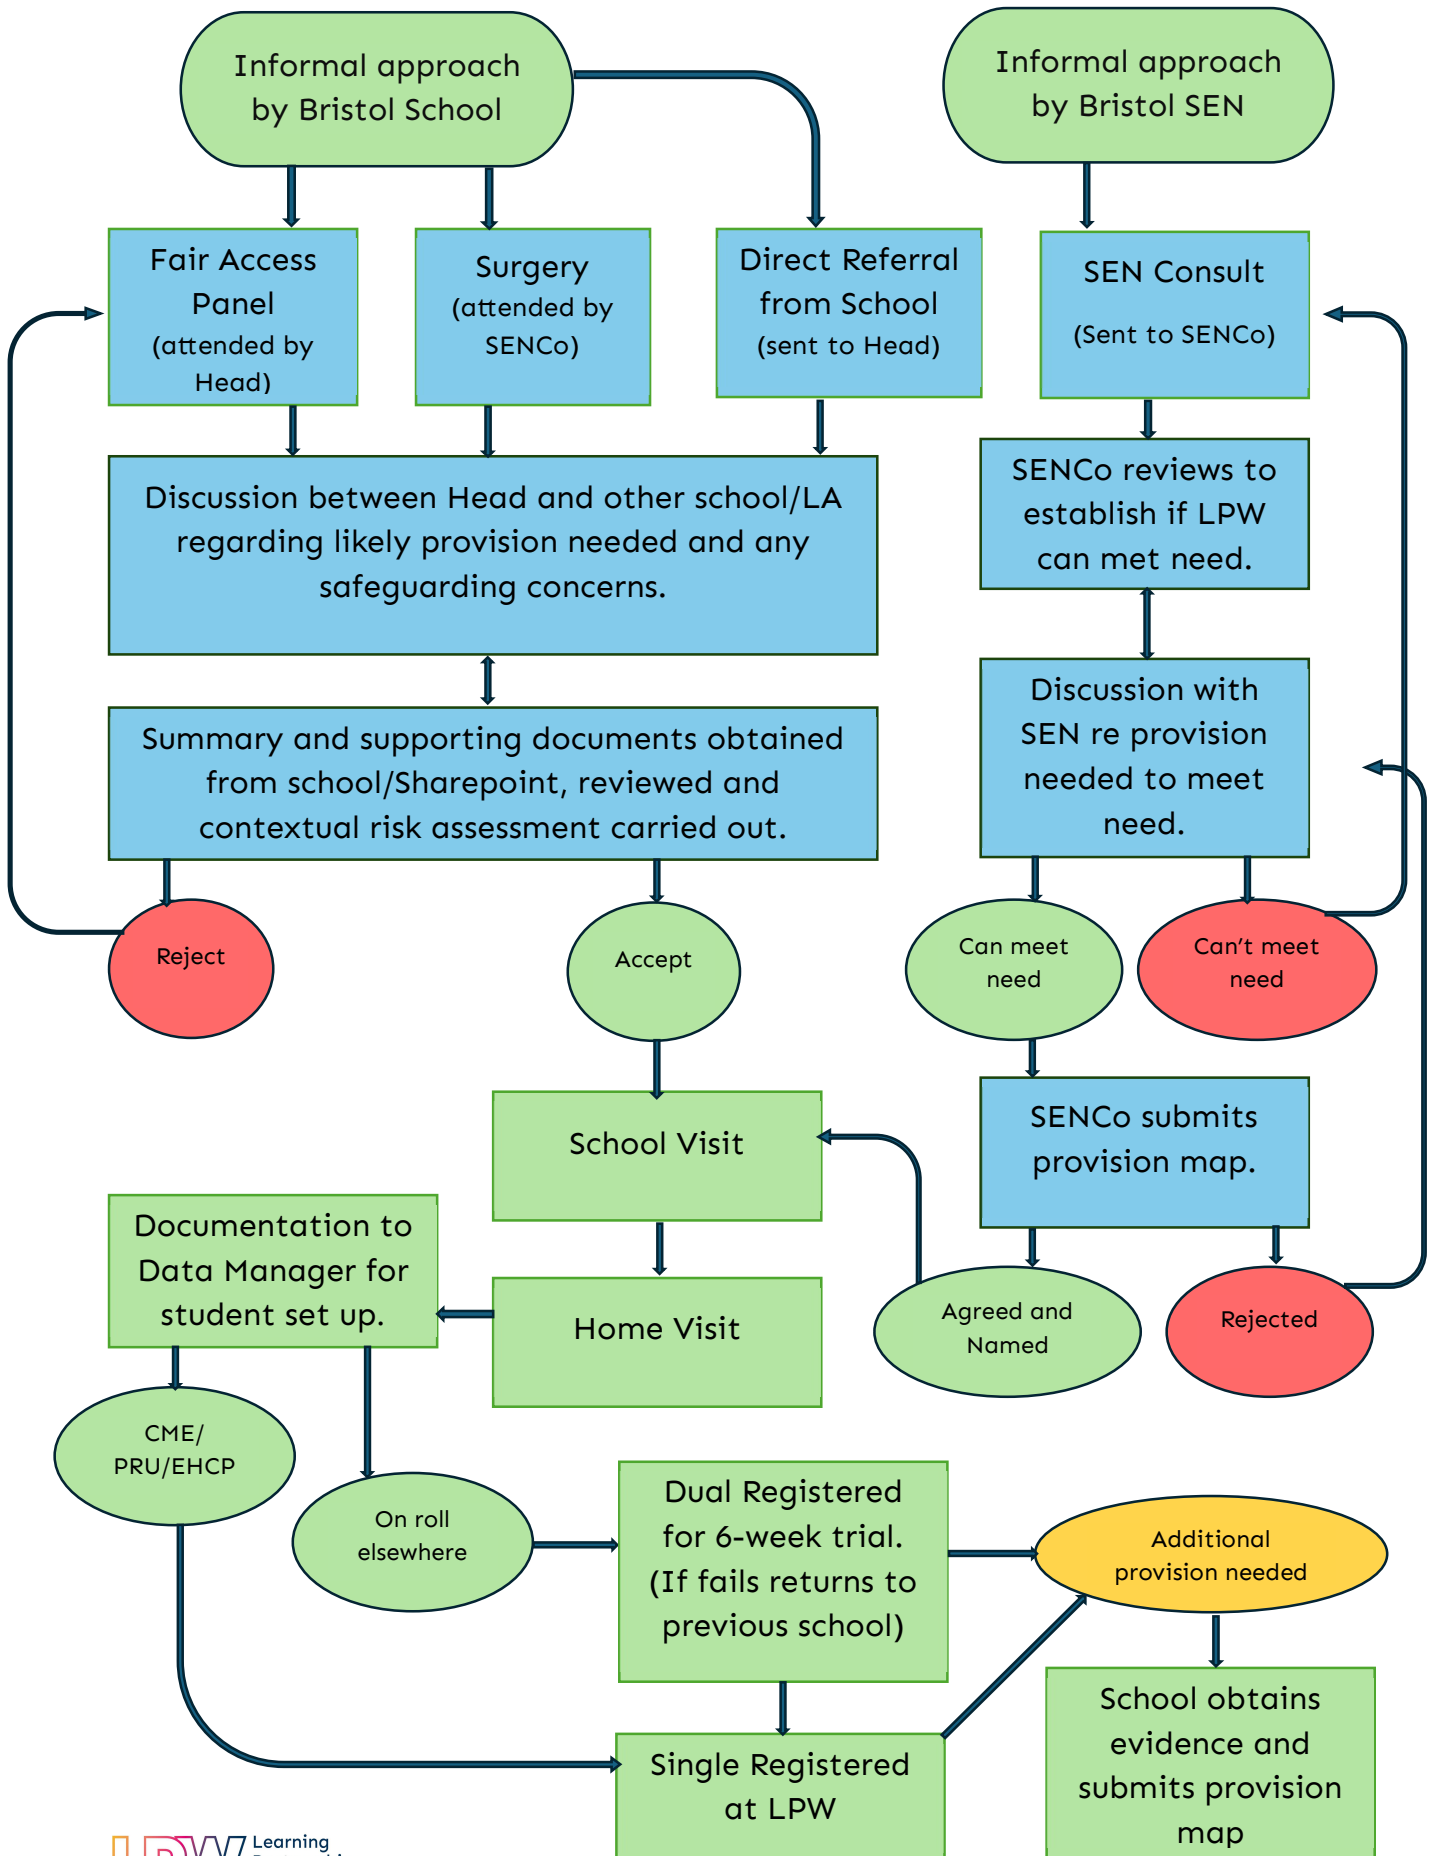 Informal approach
by Bristol School
Informal approach
by Bristol SEN
Fair Access
Panel
(attended by
Head)
Surgery
(attended by
SENCo)
Direct Referral
from School
(sent to Head)
SEN Consult
(Sent to SENCo)
Discussion between Head and other school/LA
regarding likely provision needed and any
safeguarding concerns.
SENCo reviews to
establish if LPW
can met need.
Summary and supporting documents obtained
from school/Sharepoint, reviewed and
contextual risk assessment carried out.
Discussion with
SEN re provision
needed to meet
need.
Reject
Accept
Can meet
need
Can't meet
need
School Visit
SENCo submits
provision map.
Documentation to
Data Manager for
student set up.
Home Visit
Agreed and
Named
Rejected
CME/
PRU/EHCP
On roll
elsewhere
Dual Registered
for 6-week trial.
(If fails returns to
previous school)
Additional
provision needed
Single Registered
at LPW
School obtains
evidence and
submits provision
map
LPW
Learning